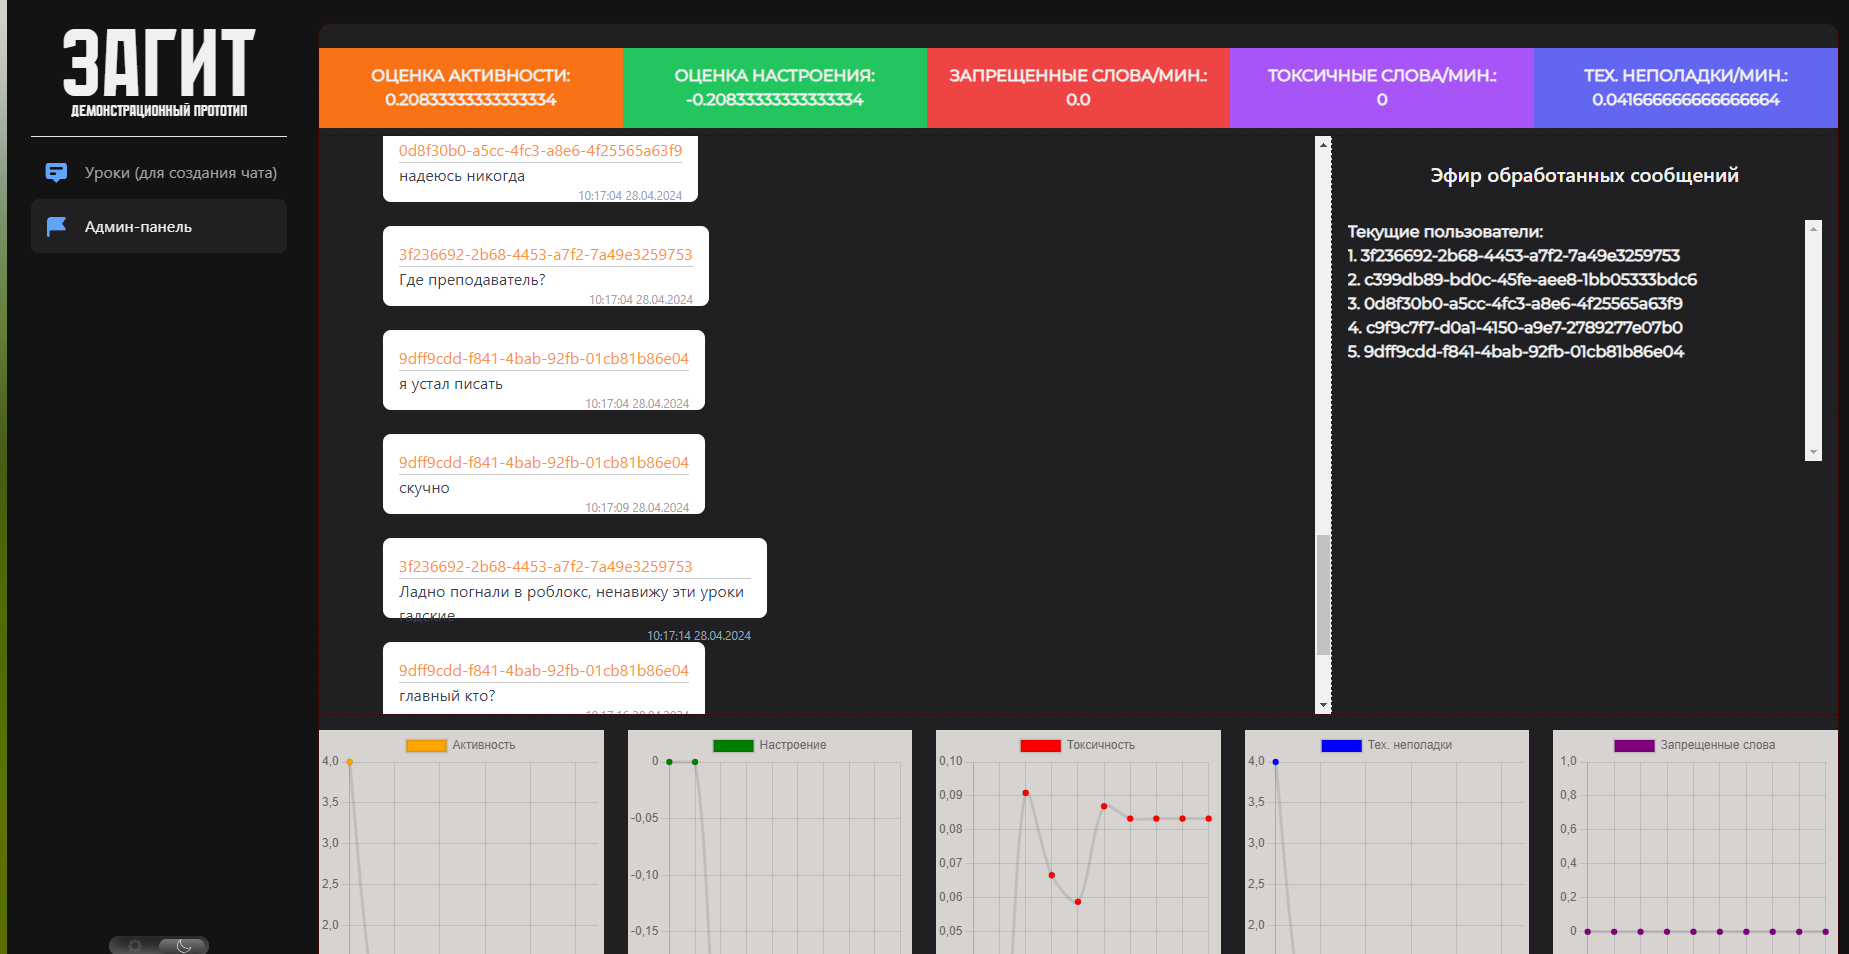 ЗАГИТ
ДЕМОНСТРАЦИОННЫЙ ПРОТОТИП
Уроки (для создания чата)
Админ-панель
ОЦЕНКА АКТИВНОСТИ:
0.20833333333333334
ОЦЕНКА НАСТРОЕНИЯ:
-0.20833333333333334
ЗАПРЕЩЕННЫЕ СЛОВА/МИН.:
0.0
ТОКСИЧНЫЕ СЛОВА/МИН.:
0
ТЕХ. НЕПОЛАДКИ/МИН.:
0.041666666666666664
0d8f30b0-a5cc-4fc3-a8e6-4f25565a63f9
надеюсь никогда
10:17:04 28.04.2024
3f236692-2b68-4453-a7f2-7a49e3259753
Где преподаватель?
10:17:04 28.04.2024
9dff9cdd-f841-4bab-92fb-01cb81b86e04
я устал писать
10:17:04 28.04.2024
9dff9cdd-f841-4bab-92fb-01cb81b86e04
скучно
10:17:09 28.04.2024
3f236692-2b68-4453-a7f2-7a49e3259753
Ладно погнали в роблокс, ненавижу эти уроки
гадские
10:17:14 28.04.2024
9dff9cdd-f841-4bab-92fb-01cb81b86e04
главный кто?
10:17:16 28.04.2024
Эфир обработанных сообщений
Текущие пользователи:
1. 3f236692-2b68-4453-a7f2-7a49e3259753
2. c399db89-bd0c-45fe-aee8-1bb05333bdc6
3. 0d8f30b0-a5cc-4fc3-a8e6-4f25565a63f9
4. c9f9c7f7-d0a1-4150-a9e7-2789277e07b0
5. 9dff9cdd-f841-4bab-92fb-01cb81b86e04
Активность
4,0
3,5
3,0
2,5
2,0
Настроение
0
-0,05
-0,10
-0,15
Токсичность
0,10
0,09
0,08
0,07
0,06
0,05
Тех. неполадки
4,0
3,5
3,0
2,5
2,0
Запрещенные слова
1,0
0,8
0,6
0,4
0,2
0